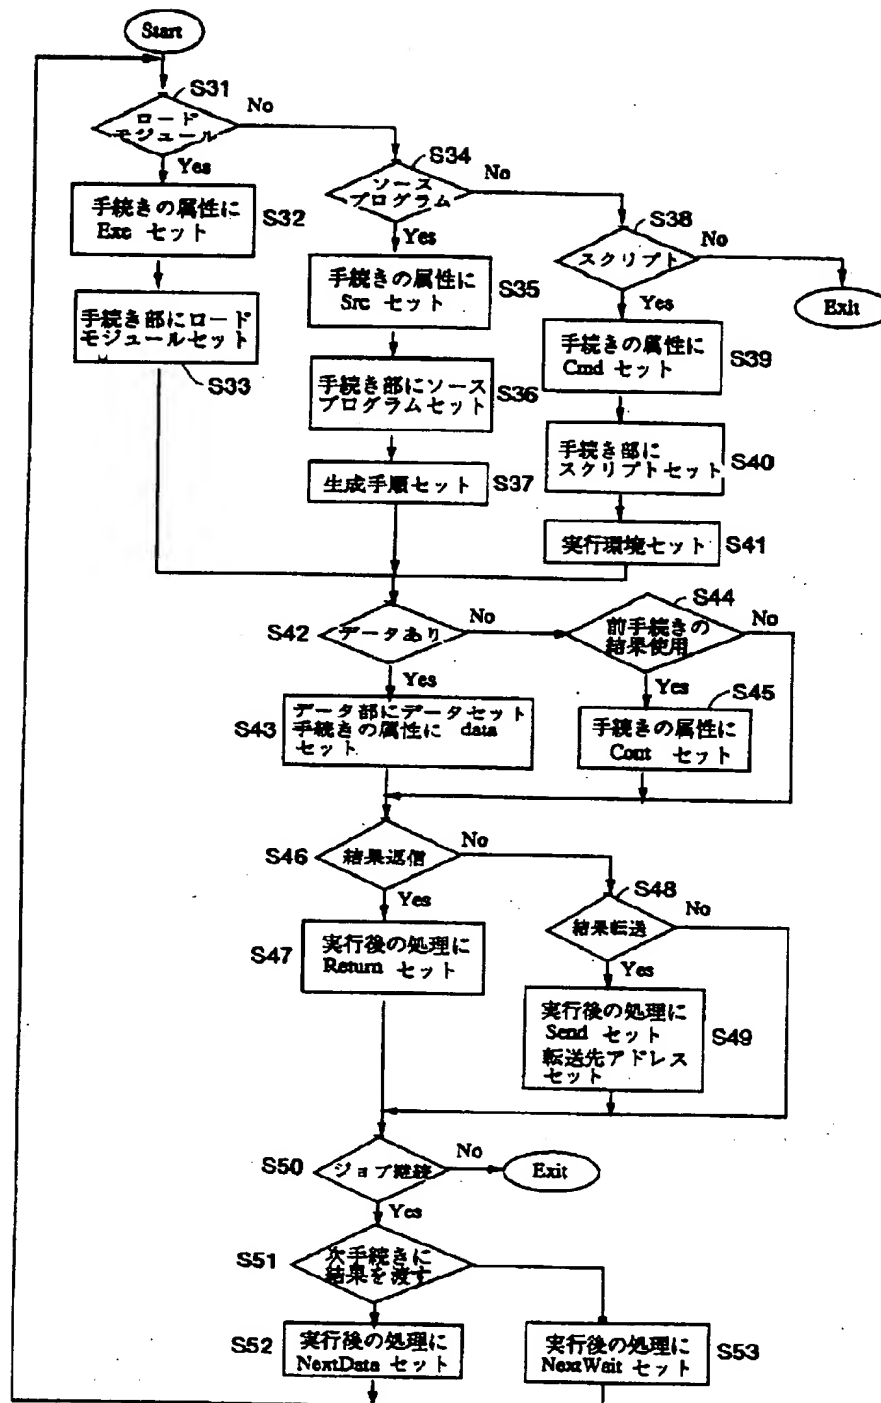 Start
S31
ロード
モジュール
No
Yes
手続きの属性に
Exe セット
S32
手続き部にロード
モジュールセット
S33
S34
ソース
プログラム
No
Yes
手続きの属性に
Src セット
S35
手続き部にソース
プログラムセット
S36
生成手順セット
S37
S38
スクリプト
No
Exit
Yes
手続きの属性に
Cmd セット
S39
手続き部に
スクリプトセット
S40
実行環境セット
S41
S42
データあり
No
Yes
S44
前手続きの
結果使用
No
Yes
S43
データ部にデータセット
手続きの属性に data
セット
S45
手続きの属性に
Cont セット
S46
結果返信
No
Yes
S47
実行後の処理に
Return セット
S48
結果転送
No
Yes
実行後の処理に
Send セット
転送先アドレス
セット
S49
S50
ジョブ継続
No
Exit
Yes
S51
次手続きに
結果を渡す
S52
実行後の処理に
NextData セット
実行後の処理に
NextWait セット
S53